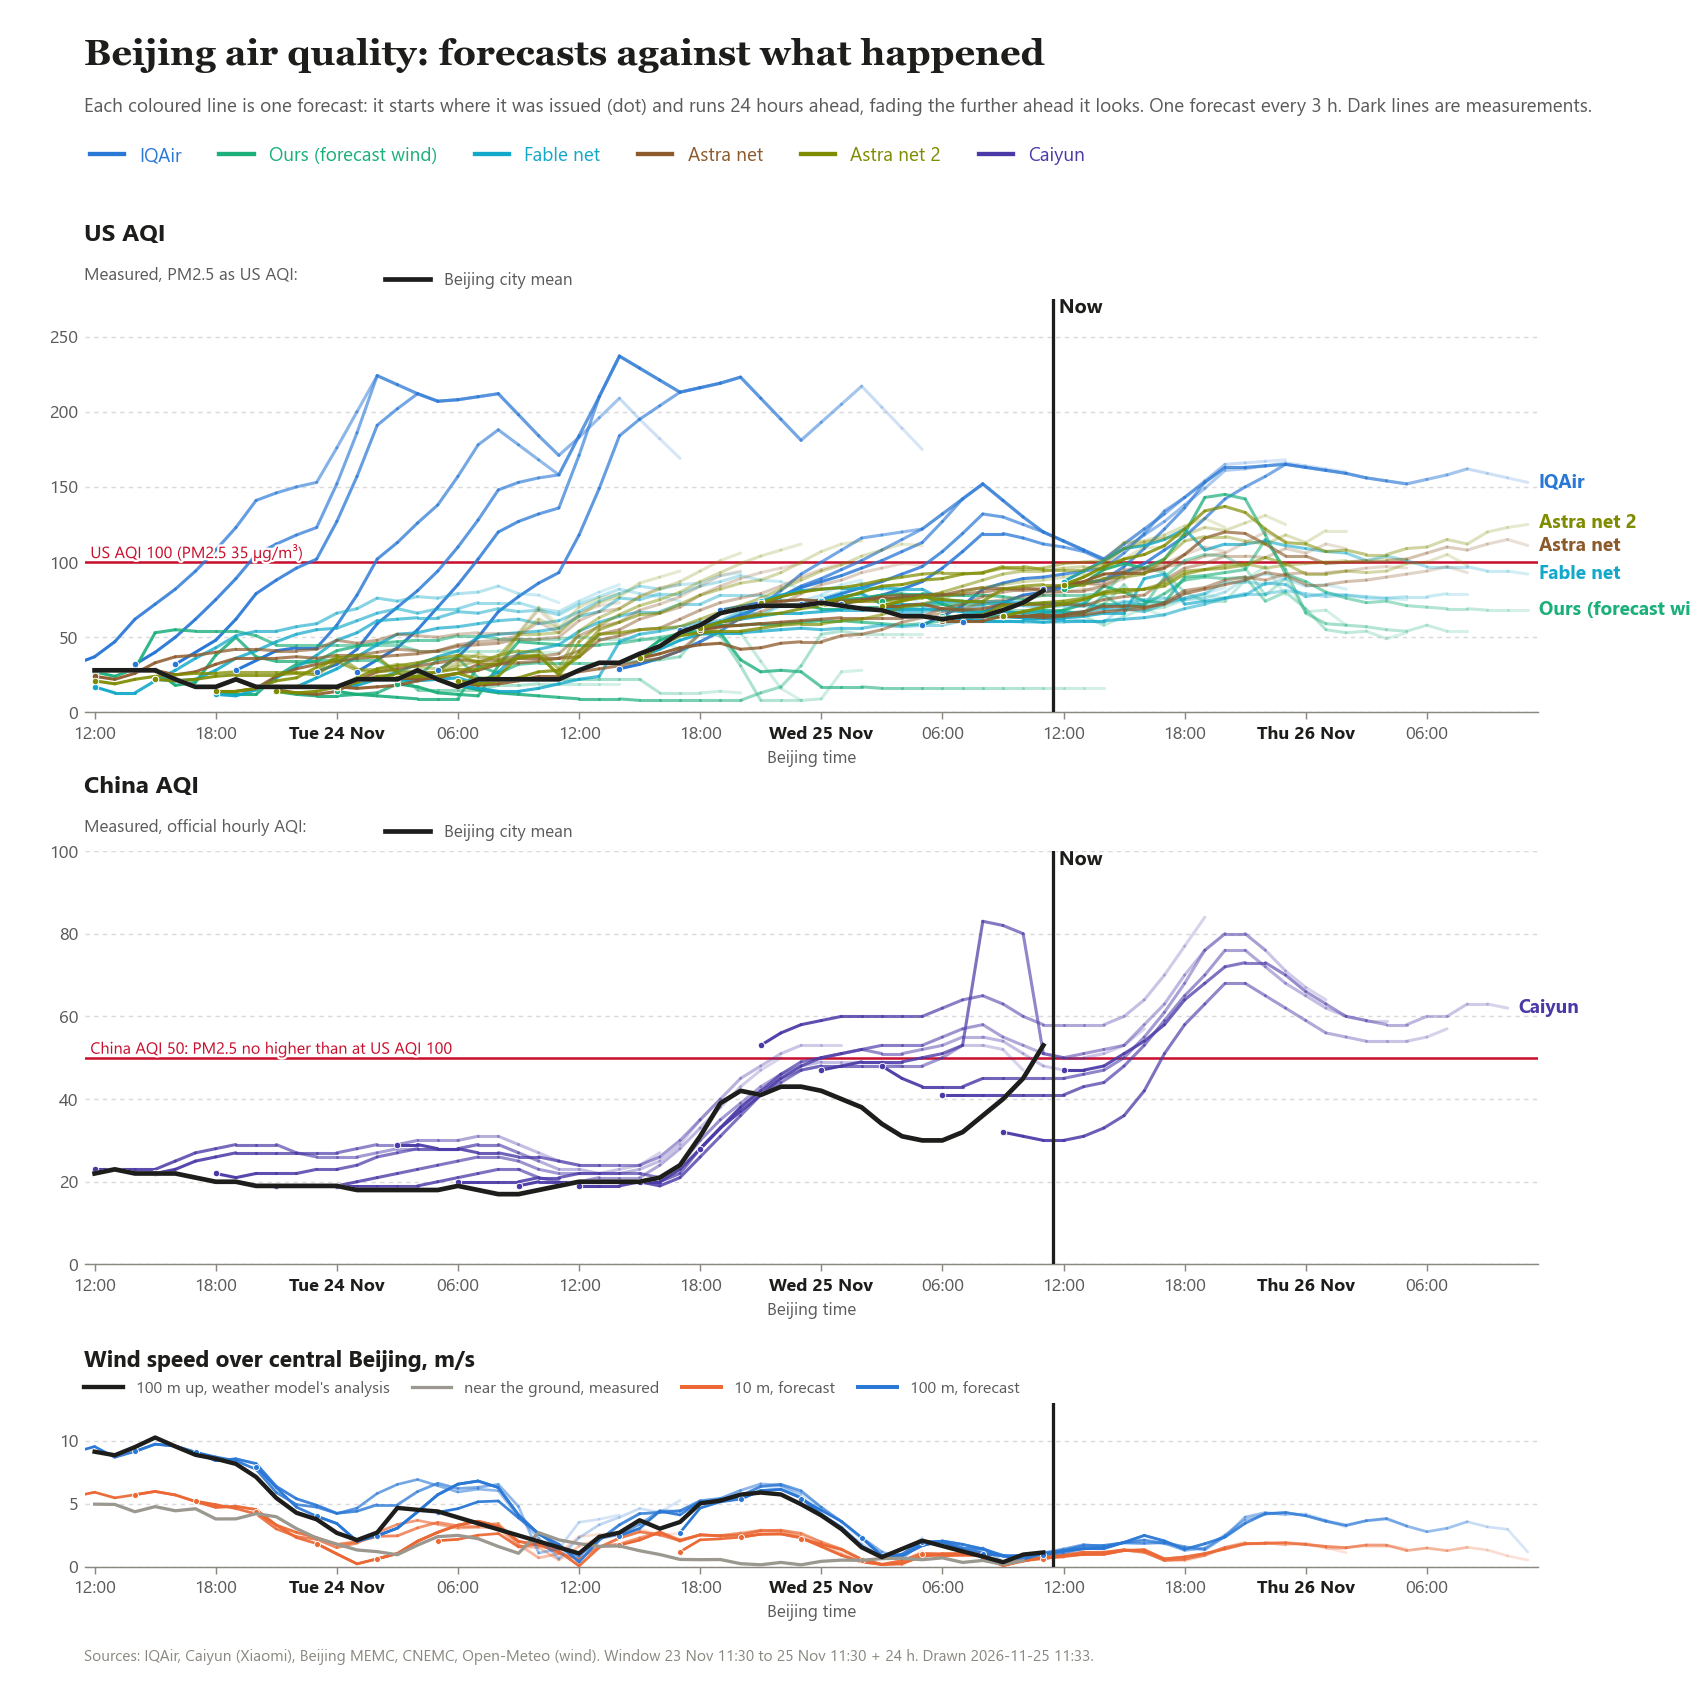 Beijing air quality: forecasts against what happened
Each coloured line is one forecast: it starts where it was issued (dot) and runs 24 hours ahead, fading the further ahead it looks. One forecast every 3 h. Dark lines are measurements.
IQAir Ours (forecast wind) Fable net Astra net Astra net 2 Caiyun
US AQI
Measured, PM2.5 as US AQI: Beijing city mean
Now
250
200
150
100
50
0
US AQI 100 (PM2.5 35 µg/m³)
IQAir
Astra net 2
Astra net
Fable net
Ours (forecast wi
12:00 18:00 Tue 24 Nov 06:00 12:00 18:00 Wed 25 Nov 06:00 12:00 18:00 Thu 26 Nov 06:00
Beijing time
China AQI
Measured, official hourly AQI: Beijing city mean
Now
100
80
60
40
20
0
China AQI 50: PM2.5 no higher than at US AQI 100
Caiyun
12:00 18:00 Tue 24 Nov 06:00 12:00 18:00 Wed 25 Nov 06:00 12:00 18:00 Thu 26 Nov 06:00
Beijing time
Wind speed over central Beijing, m/s
100 m up, weather model's analysis near the ground, measured 10 m, forecast 100 m, forecast
10
5
0
12:00 18:00 Tue 24 Nov 06:00 12:00 18:00 Wed 25 Nov 06:00 12:00 18:00 Thu 26 Nov 06:00
Beijing time
Sources: IQAir, Caiyun (Xiaomi), Beijing MEMC, CNEMC, Open-Meteo (wind). Window 23 Nov 11:30 to 25 Nov 11:30 + 24 h. Drawn 2026-11-25 11:33.